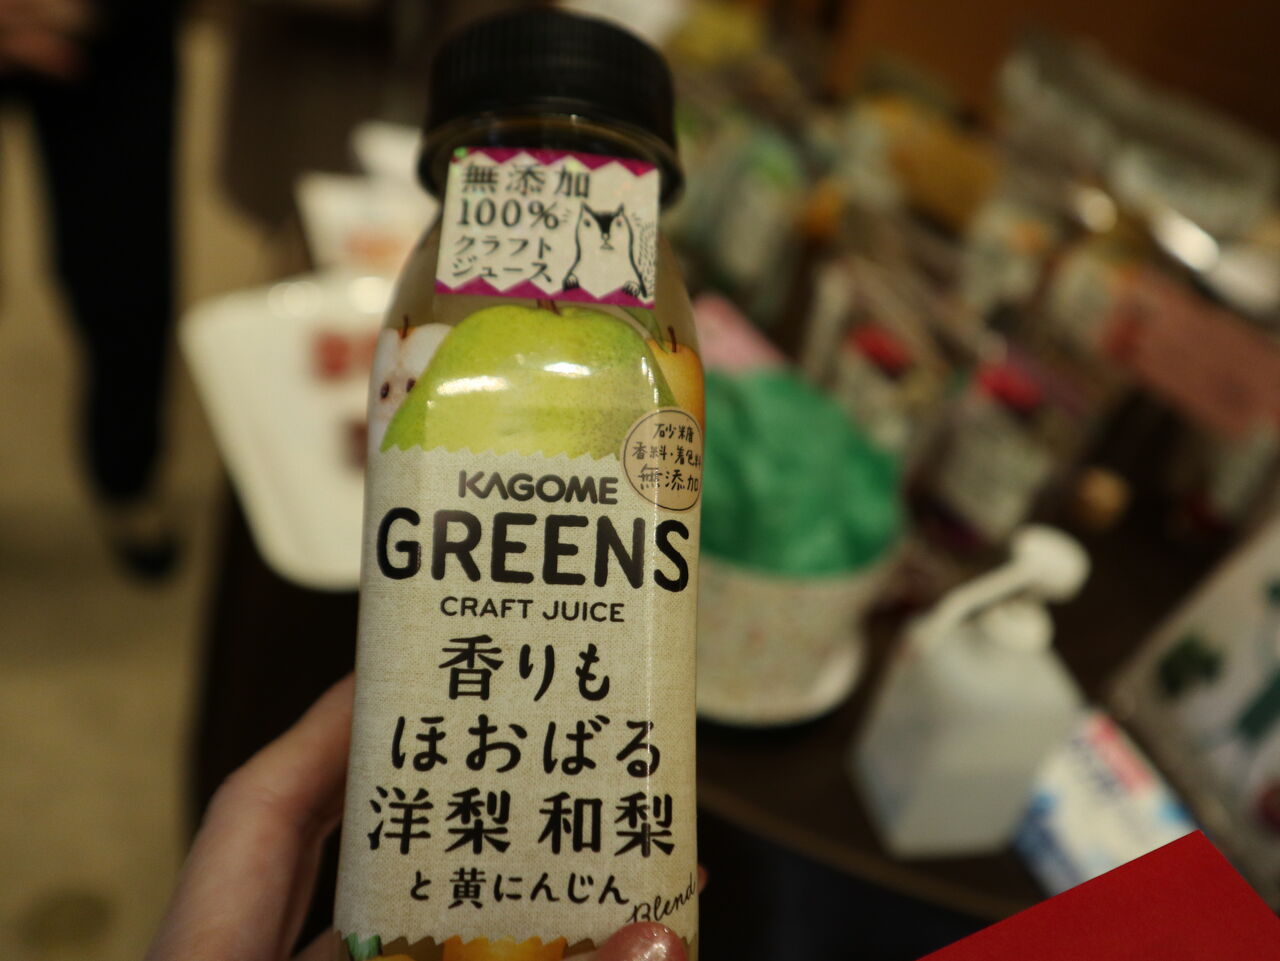 無添加
100%
クラフト
ジュース
砂糖
香料・着色料
無添加
KAGOME
GREENS
CRAFT JUICE
香りも
ほおばる
洋梨 和梨
と黄にんじん
Blend